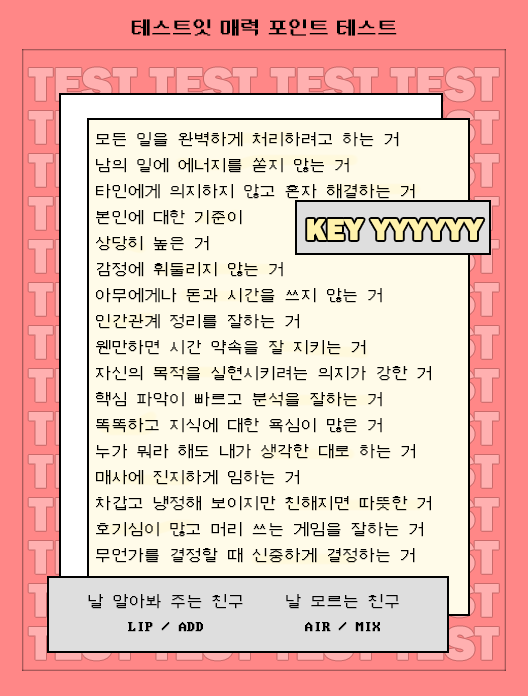 테스트잇 매력 포인트 테스트
TEST TEST TEST TEST
모든 일을 완벽하게 처리하려고 하는 거
남의 일에 에너지를 쏟지 않는 거
타인에게 의지하지 않고 혼자 해결하는 거
본인에 대한 기준이
KEY YYYYYY
상당히 높은 거
감정에 휘둘리지 않는 거
아무에게나 돈과 시간을 쓰지 않는 거
인간관계 정리를 잘하는 거
웬만하면 시간 약속을 잘 지키는 거
자신의 목적을 실현시키려는 의지가 강한 거
핵심 파악이 빠르고 분석을 잘하는 거
똑똑하고 지식에 대한 욕심이 많은 거
누가 뭐라 해도 내가 생각한 대로 하는 거
매사에 진지하게 임하는 거
차갑고 냉정해 보이지만 친해지면 따뜻한 거
호기심이 많고 머리 쓰는 게임을 잘하는 거
무언가를 결정할 때 신중하게 결정하는 거
날 알아봐 주는 친구 날 모르는 친구
LIP / ADD AIR / MIX